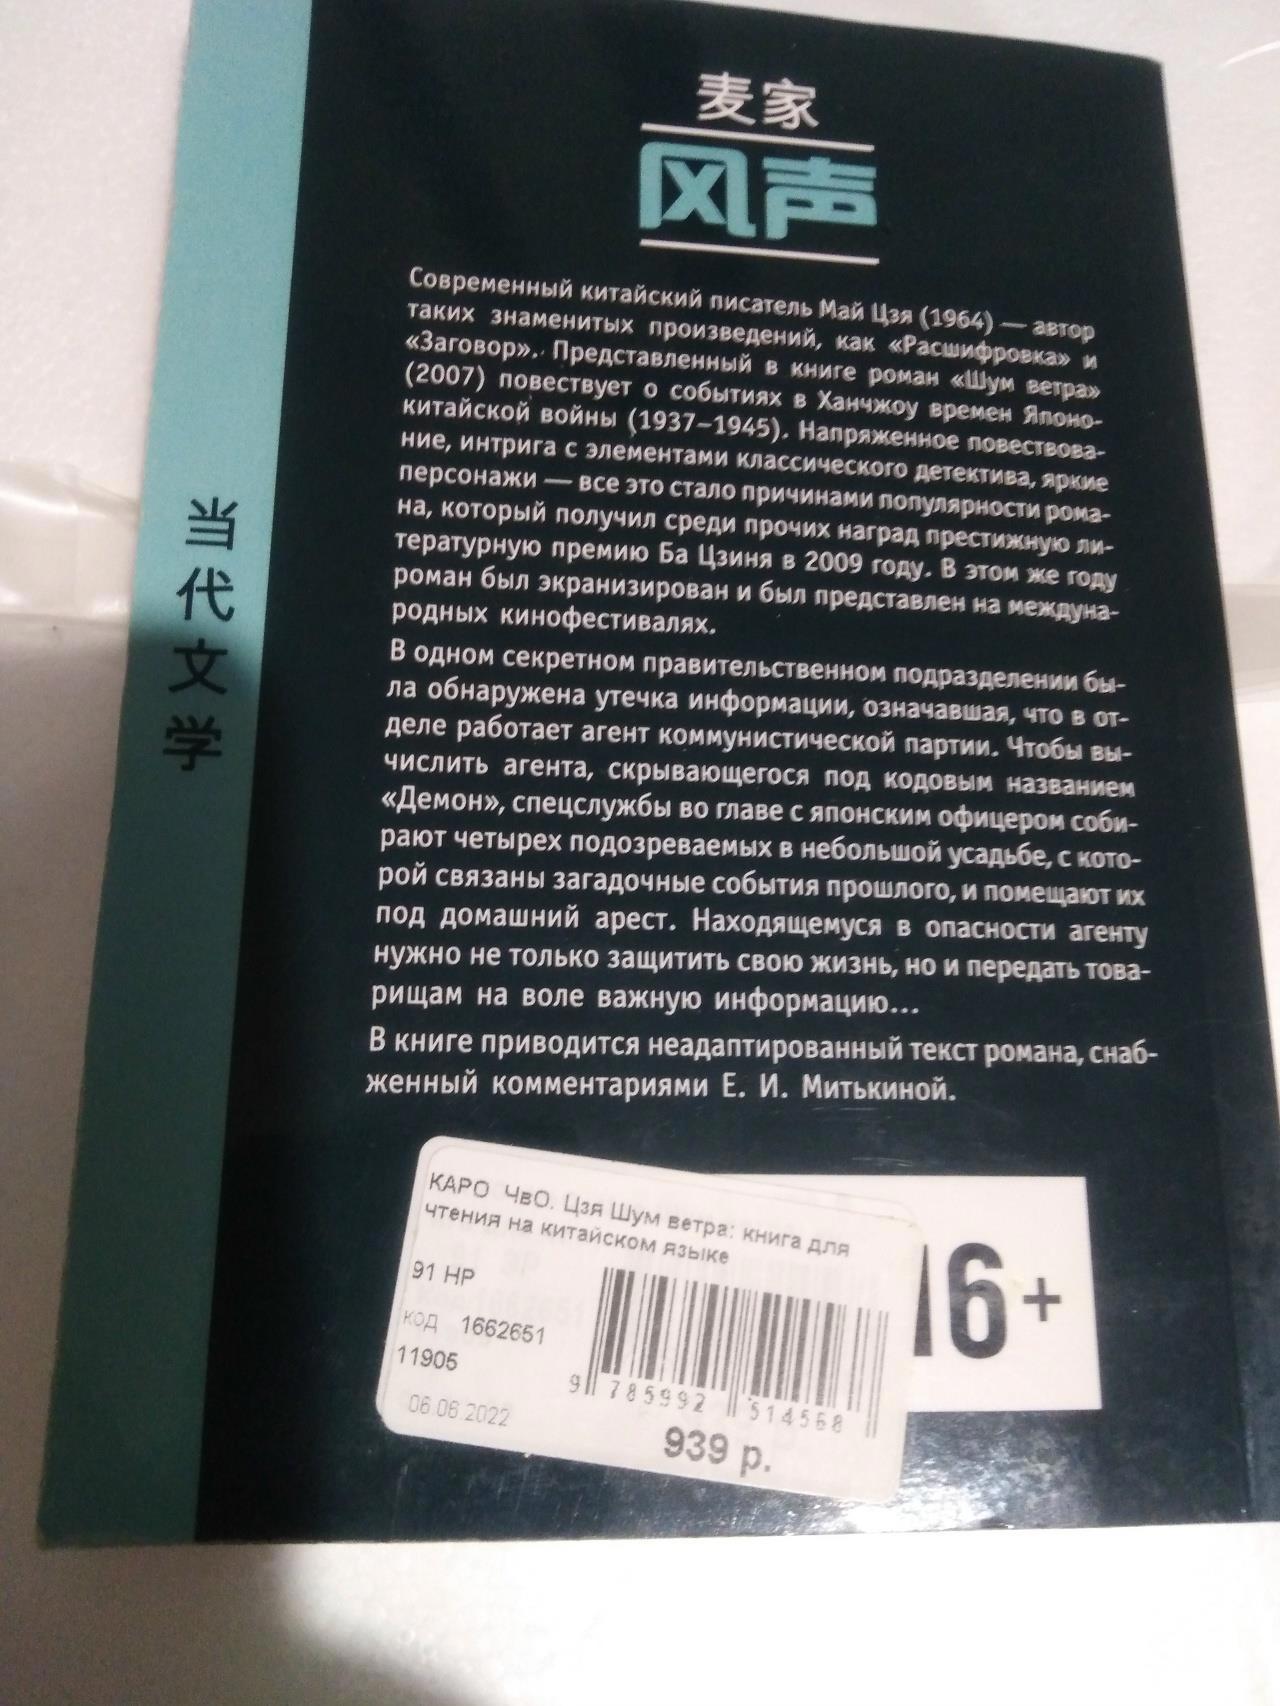 麦家
风声
Современный китайский писатель Май Цзя (1964) — автор
таких знаменитых произведений, как «Расшифровка» и
«Заговор». Представленный в книге роман «Шум ветра»
(2007) повествует о событиях в Ханчжоу времен Японо-
китайской войны (1937–1945). Напряженное повествова-
ние, интрига с элементами классического детектива, яркие
персонажи — все это стало причинами популярности рома-
на, который получил среди прочих наград престижную ли-
тературную премию Ба Цзиня в 2009 году. В этом же году
роман был экранизирован и был представлен на междуна-
родных кинофестивалях.
В одном секретном правительственном подразделении бы-
ла обнаружена утечка информации, означавшая, что в от-
деле работает агент коммунистической партии. Чтобы вы-
числить агента, скрывающегося под кодовым названием
«Демон», спецслужбы во главе с японским офицером соби-
рают четырех подозреваемых в небольшой усадьбе, с кото-
рой связаны загадочные события прошлого, и помещают их
под домашний арест. Находящемуся в опасности агенту
нужно не только защитить свою жизнь, но и передать това-
рищам на воле важную информацию...
В книге приводится неадаптированный текст романа, снаб-
женный комментариями Е. И. Митькиной.
当代文学
КАРО ЧвО. Цзя Шум ветра: книга для
чтения на китайском языке
91 НР
код 1662651
11905
06.06.2022
9 785992 514568
939 р.
16+